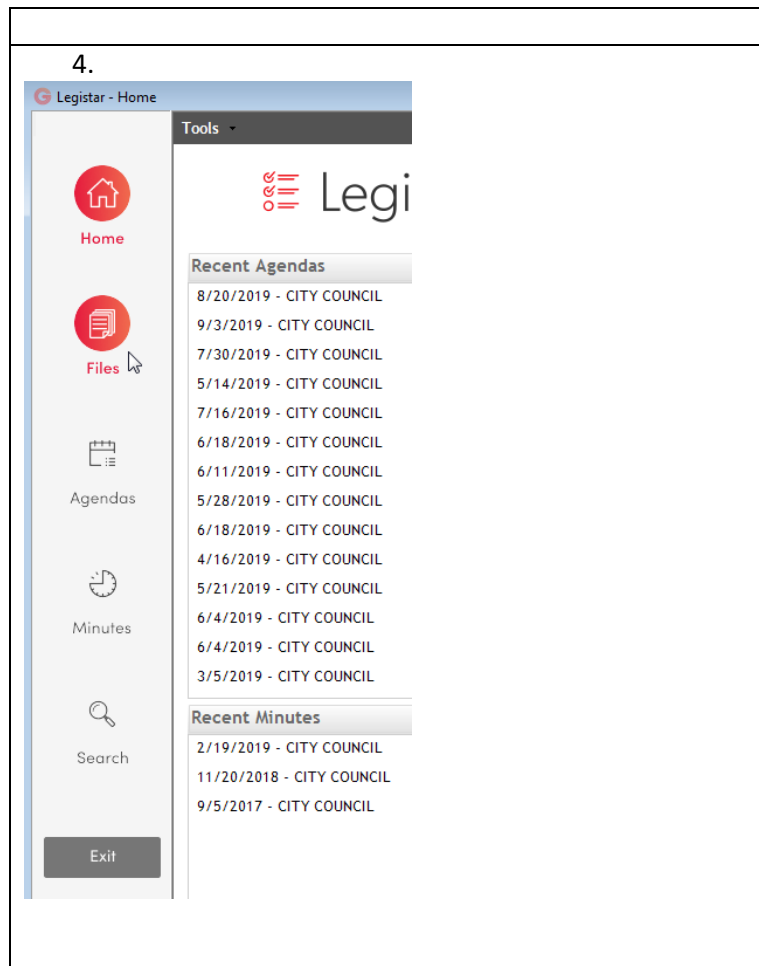 4.
Legistar - Home
Tools
Legi
Home
Files
Agendas
Minutes
Search
Exit
Recent Agendas
8/20/2019 - CITY COUNCIL
9/3/2019 - CITY COUNCIL
7/30/2019 - CITY COUNCIL
5/14/2019 - CITY COUNCIL
7/16/2019 - CITY COUNCIL
6/18/2019 - CITY COUNCIL
6/11/2019 - CITY COUNCIL
5/28/2019 - CITY COUNCIL
6/18/2019 - CITY COUNCIL
4/16/2019 - CITY COUNCIL
5/21/2019 - CITY COUNCIL
6/4/2019 - CITY COUNCIL
6/4/2019 - CITY COUNCIL
3/5/2019 - CITY COUNCIL
Recent Minutes
2/19/2019 - CITY COUNCIL
11/20/2018 - CITY COUNCIL
9/5/2017 - CITY COUNCIL